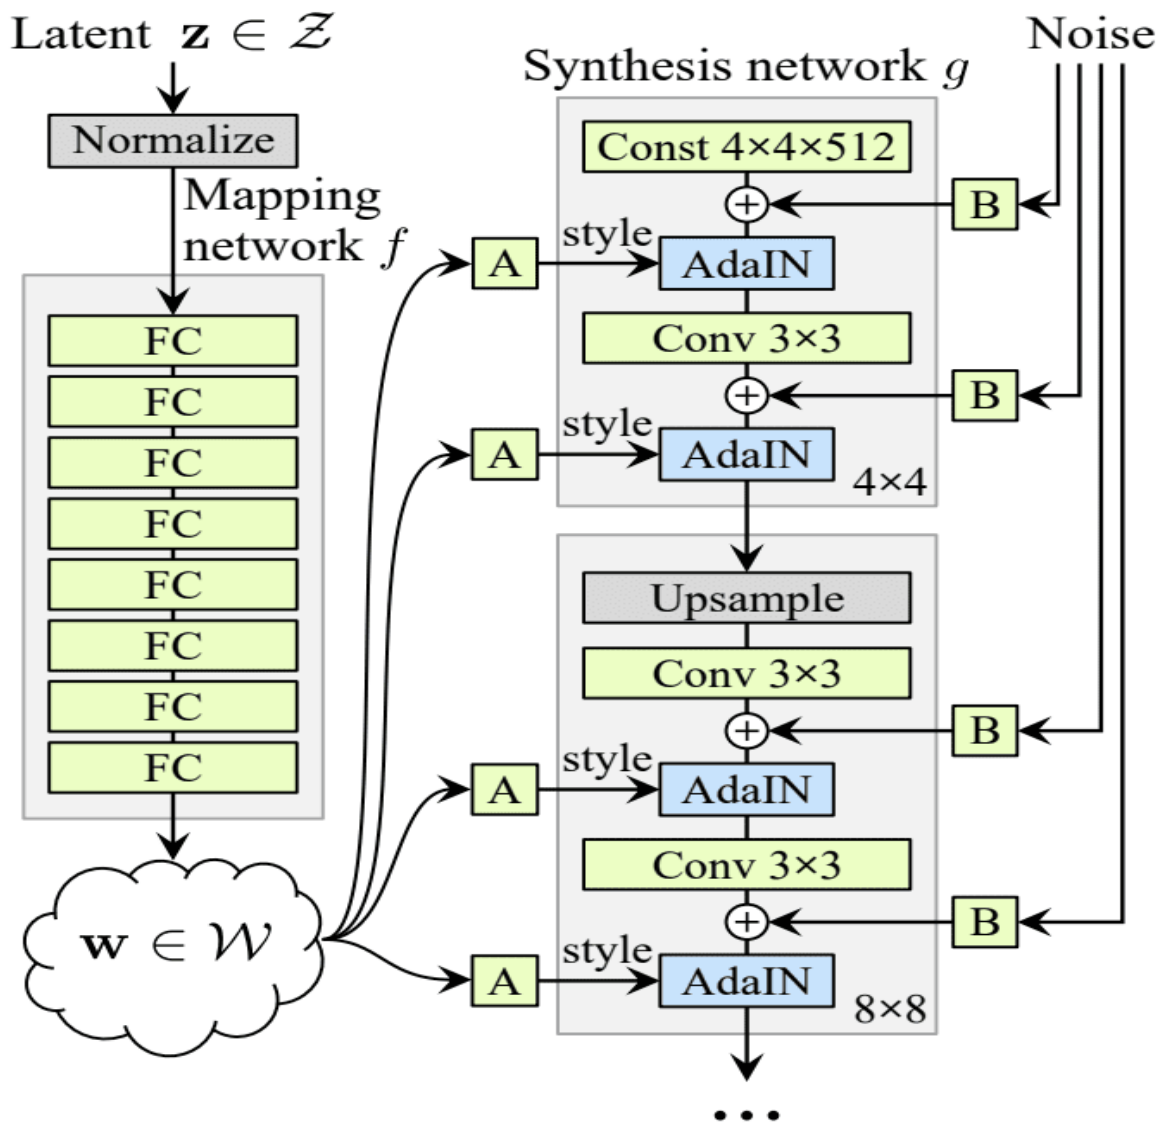 Latent z ∈ 𝒵
Normalize
Mapping
network f
FC
FC
FC
FC
FC
FC
FC
FC
w ∈ 𝒲
Synthesis network g
Noise
Const 4×4×512
B
A
style
AdaIN
Conv 3×3
B
A
style
AdaIN
4×4
Upsample
Conv 3×3
B
A
style
AdaIN
Conv 3×3
B
A
style
AdaIN
8×8
...